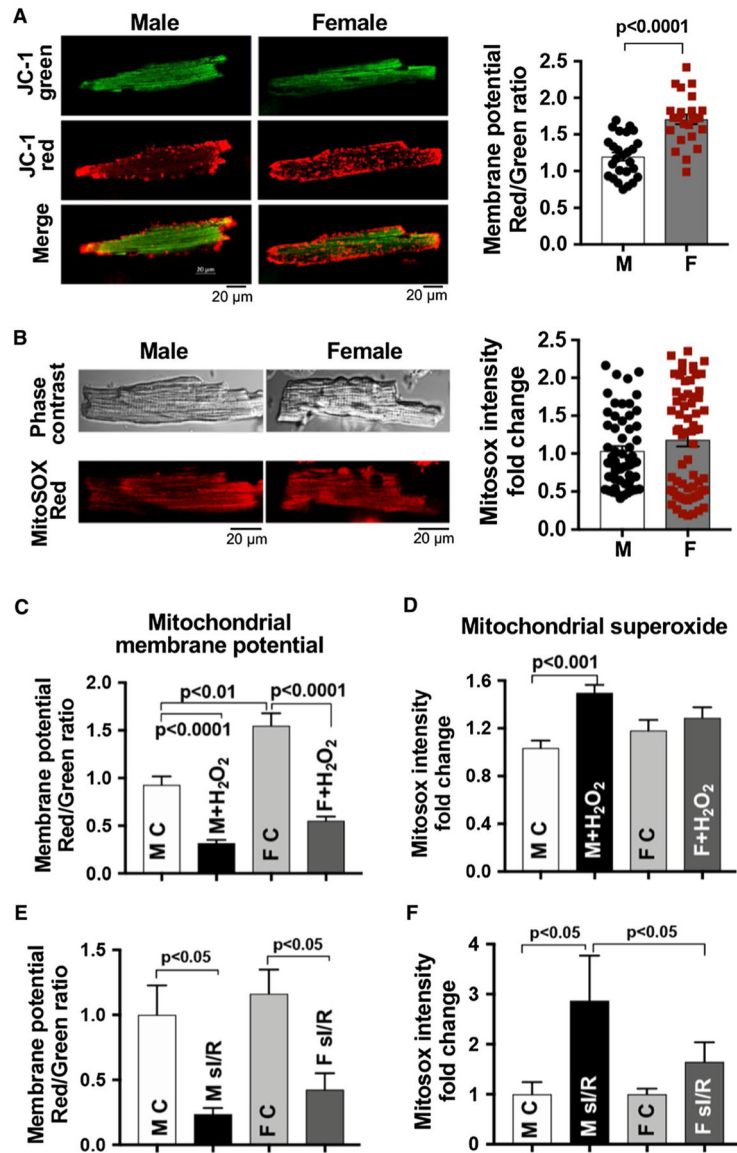 A
Male
Female
JC-1
green
JC-1
red
Merge
20 µm
20 µm
20 µm
p<0.0001
Membrane potential
Red/Green ratio
2.5
2.0
1.5
1.0
0.5
0.0
M
F
B
Male
Female
Phase
contrast
MitoSOX
Red
20 µm
20 µm
Mitosox intensity
fold change
2.5
2.0
1.5
1.0
0.5
0.0
M
F
C
Mitochondrial
membrane potential
Membrane potential
Red/Green ratio
2.0
1.5
1.0
0.5
0.0
p<0.01
p<0.0001
p<0.0001
M C
M+H₂O₂
F C
F+H₂O₂
D
Mitochondrial superoxide
Mitosox intensity
fold change
1.6
1.2
0.8
0.4
0.0
p<0.001
M C
M+H₂O₂
F C
F+H₂O₂
E
Membrane potential
Red/Green ratio
1.5
1.0
0.5
0.0
p<0.05
p<0.05
M C
M sI/R
F C
F sI/R
F
Mitosox intensity
fold change
4
3
2
1
0
p<0.05
p<0.05
M C
M sI/R
F C
F sI/R